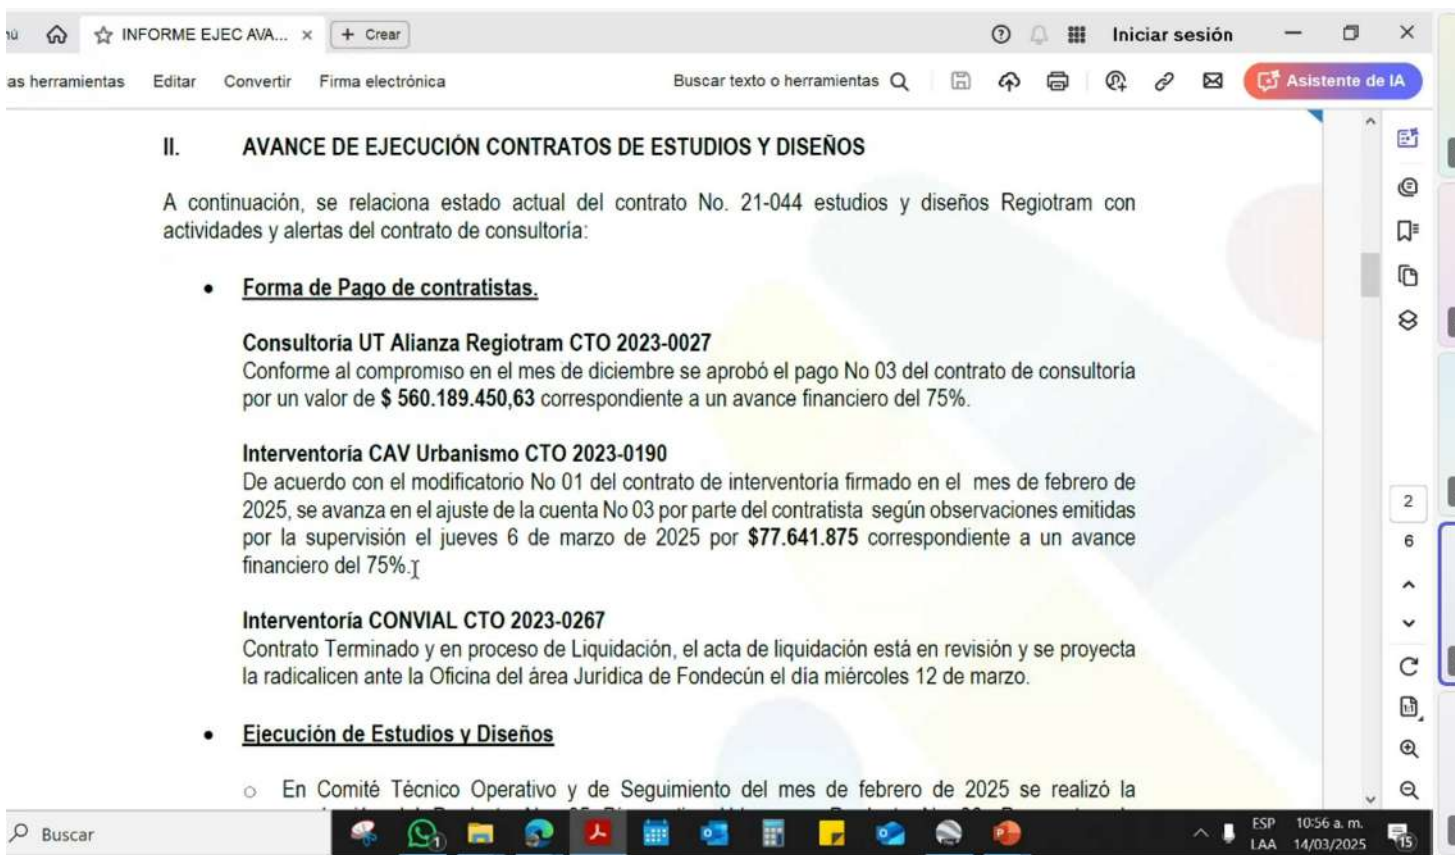 nú INFORME EJEC AVA... × + Crear Iniciar sesión
as herramientas Editar Convertir Firma electrónica Buscar texto o herramientas Asistente de IA
II. AVANCE DE EJECUCIÓN CONTRATOS DE ESTUDIOS Y DISEÑOS
A continuación, se relaciona estado actual del contrato No. 21-044 estudios y diseños Regiotram con
actividades y alertas del contrato de consultoría:
• Forma de Pago de contratistas.
Consultoría UT Alianza Regiotram CTO 2023-0027
Conforme al compromiso en el mes de diciembre se aprobó el pago No 03 del contrato de consultoría
por un valor de $ 560.189.450,63 correspondiente a un avance financiero del 75%.
Interventoría CAV Urbanismo CTO 2023-0190
De acuerdo con el modificatorio No 01 del contrato de interventoría firmado en el mes de febrero de
2025, se avanza en el ajuste de la cuenta No 03 por parte del contratista según observaciones emitidas
por la supervisión el jueves 6 de marzo de 2025 por $77.641.875 correspondiente a un avance
financiero del 75%.
Interventoría CONVIAL CTO 2023-0267
Contrato Terminado y en proceso de Liquidación, el acta de liquidación está en revisión y se proyecta
la radicalicen ante la Oficina del área Jurídica de Fondecún el día miércoles 12 de marzo.
• Ejecución de Estudios y Diseños
○ En Comité Técnico Operativo y de Seguimiento del mes de febrero de 2025 se realizó la
2
6
Buscar
ESP 10:56 a. m.
LAA 14/03/2025
15